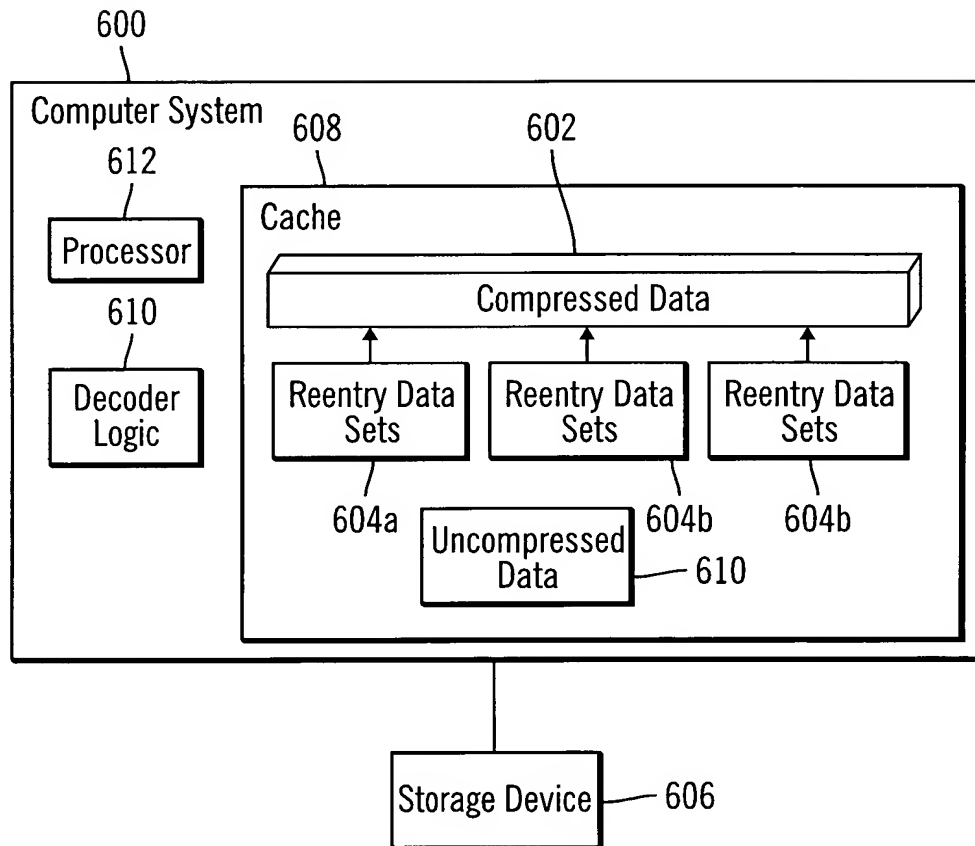 600
Computer System
608
602
612
Cache
Processor
Compressed Data
610
Decoder
Logic
Reentry Data
Sets
Reentry Data
Sets
Reentry Data
Sets
604a
604b
604b
Uncompressed
Data
610
Storage Device
606